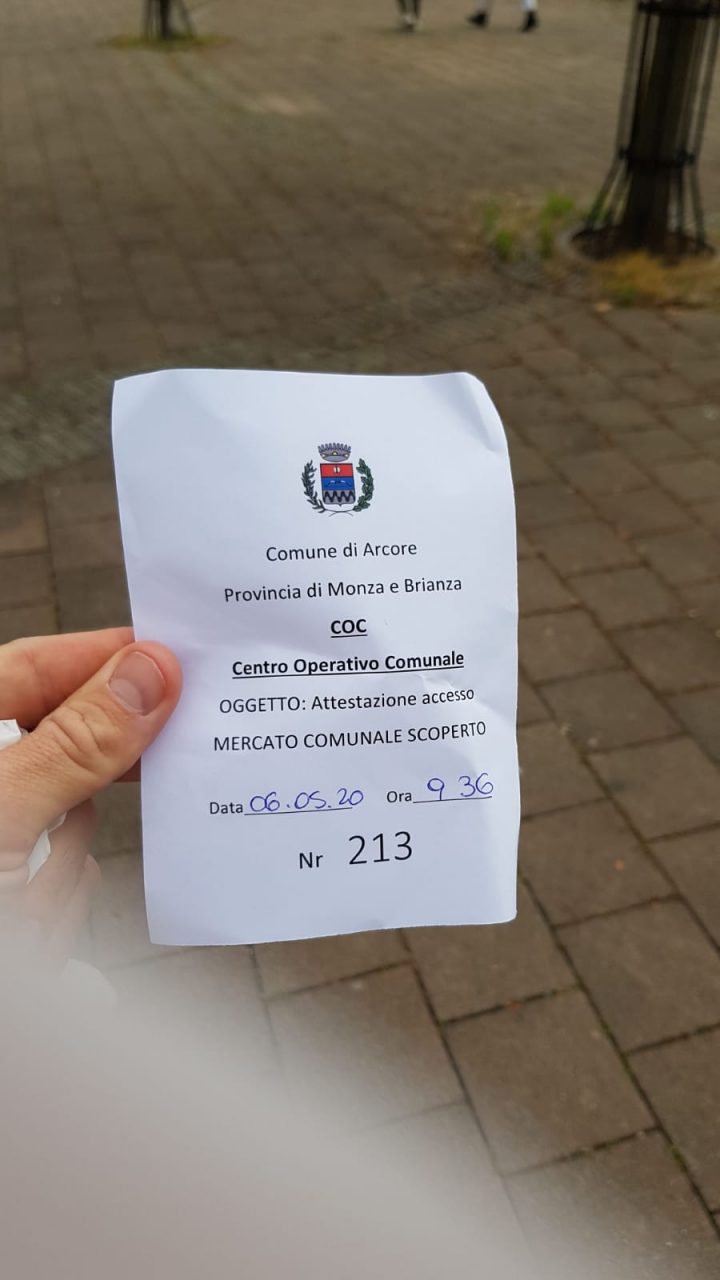 Comune di Arcore
Provincia di Monza e Brianza
COC
Centro Operativo Comunale
OGGETTO: Attestazione accesso
MERCATO COMUNALE SCOPERTO
Data 06.05.20 Ora 9 36
Nr 213